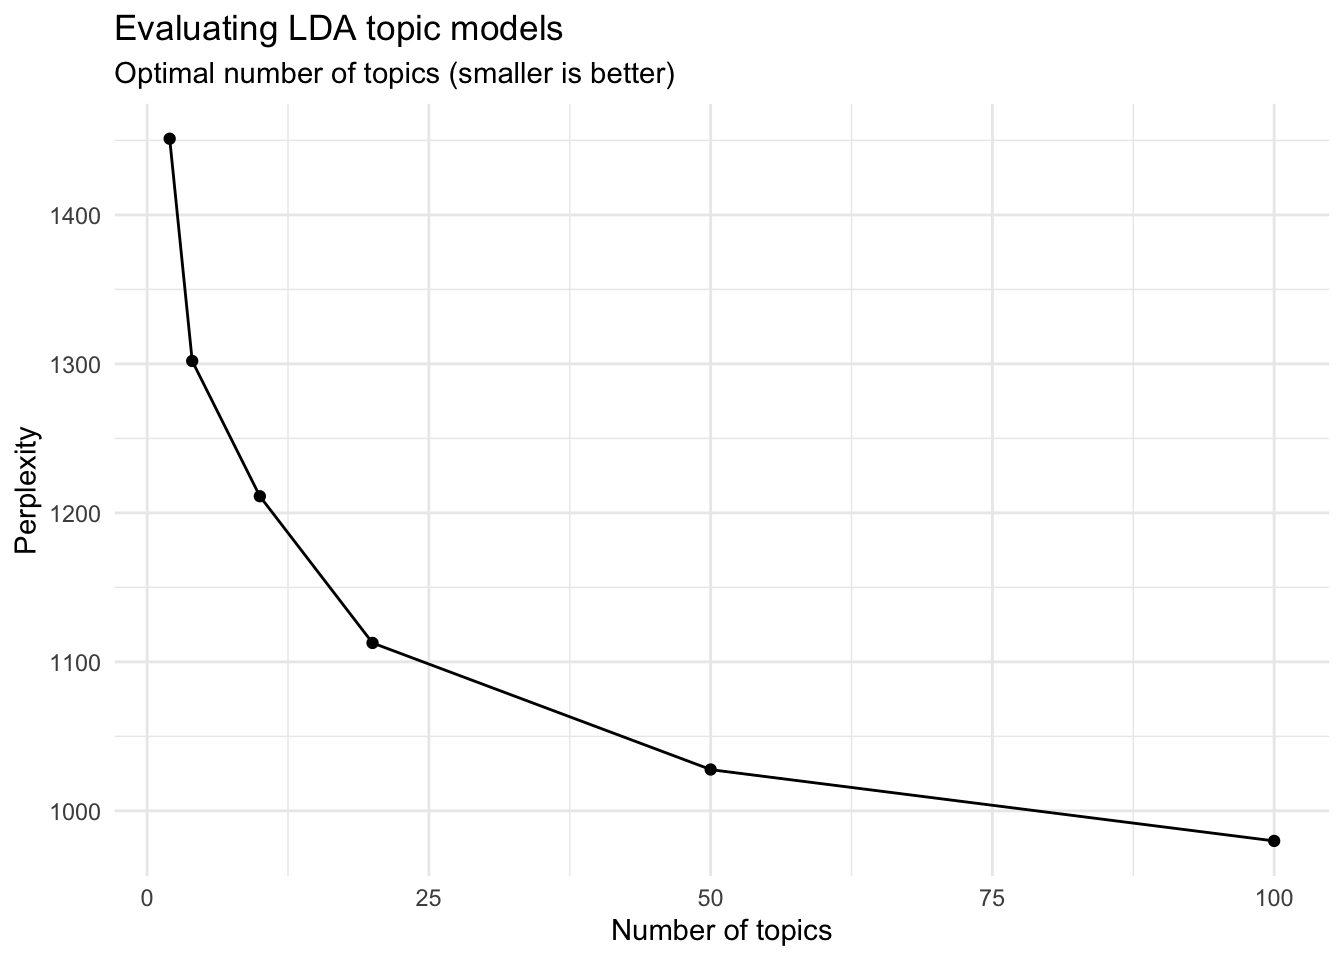 Evaluating LDA topic models
Optimal number of topics (smaller is better)
1400
1300
1200
1100
1000
Perplexity
0 25 50 75 100
Number of topics